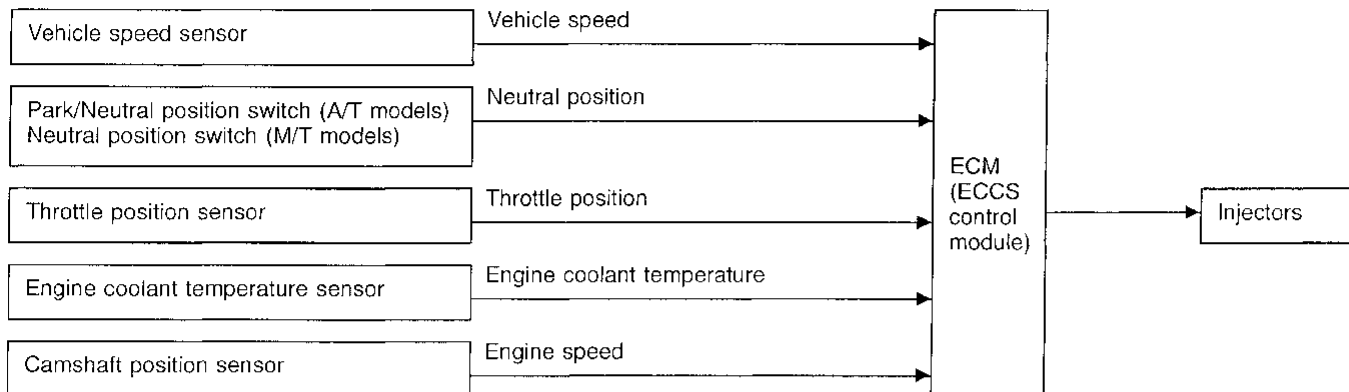 Vehicle speed sensor
Vehicle speed
Park/Neutral position switch (A/T models)
Neutral position switch (M/T models)
Neutral position
Throttle position sensor
Throttle position
Engine coolant temperature sensor
Engine coolant temperature
Camshaft position sensor
Engine speed
ECM
(ECCS
control
module)
Injectors